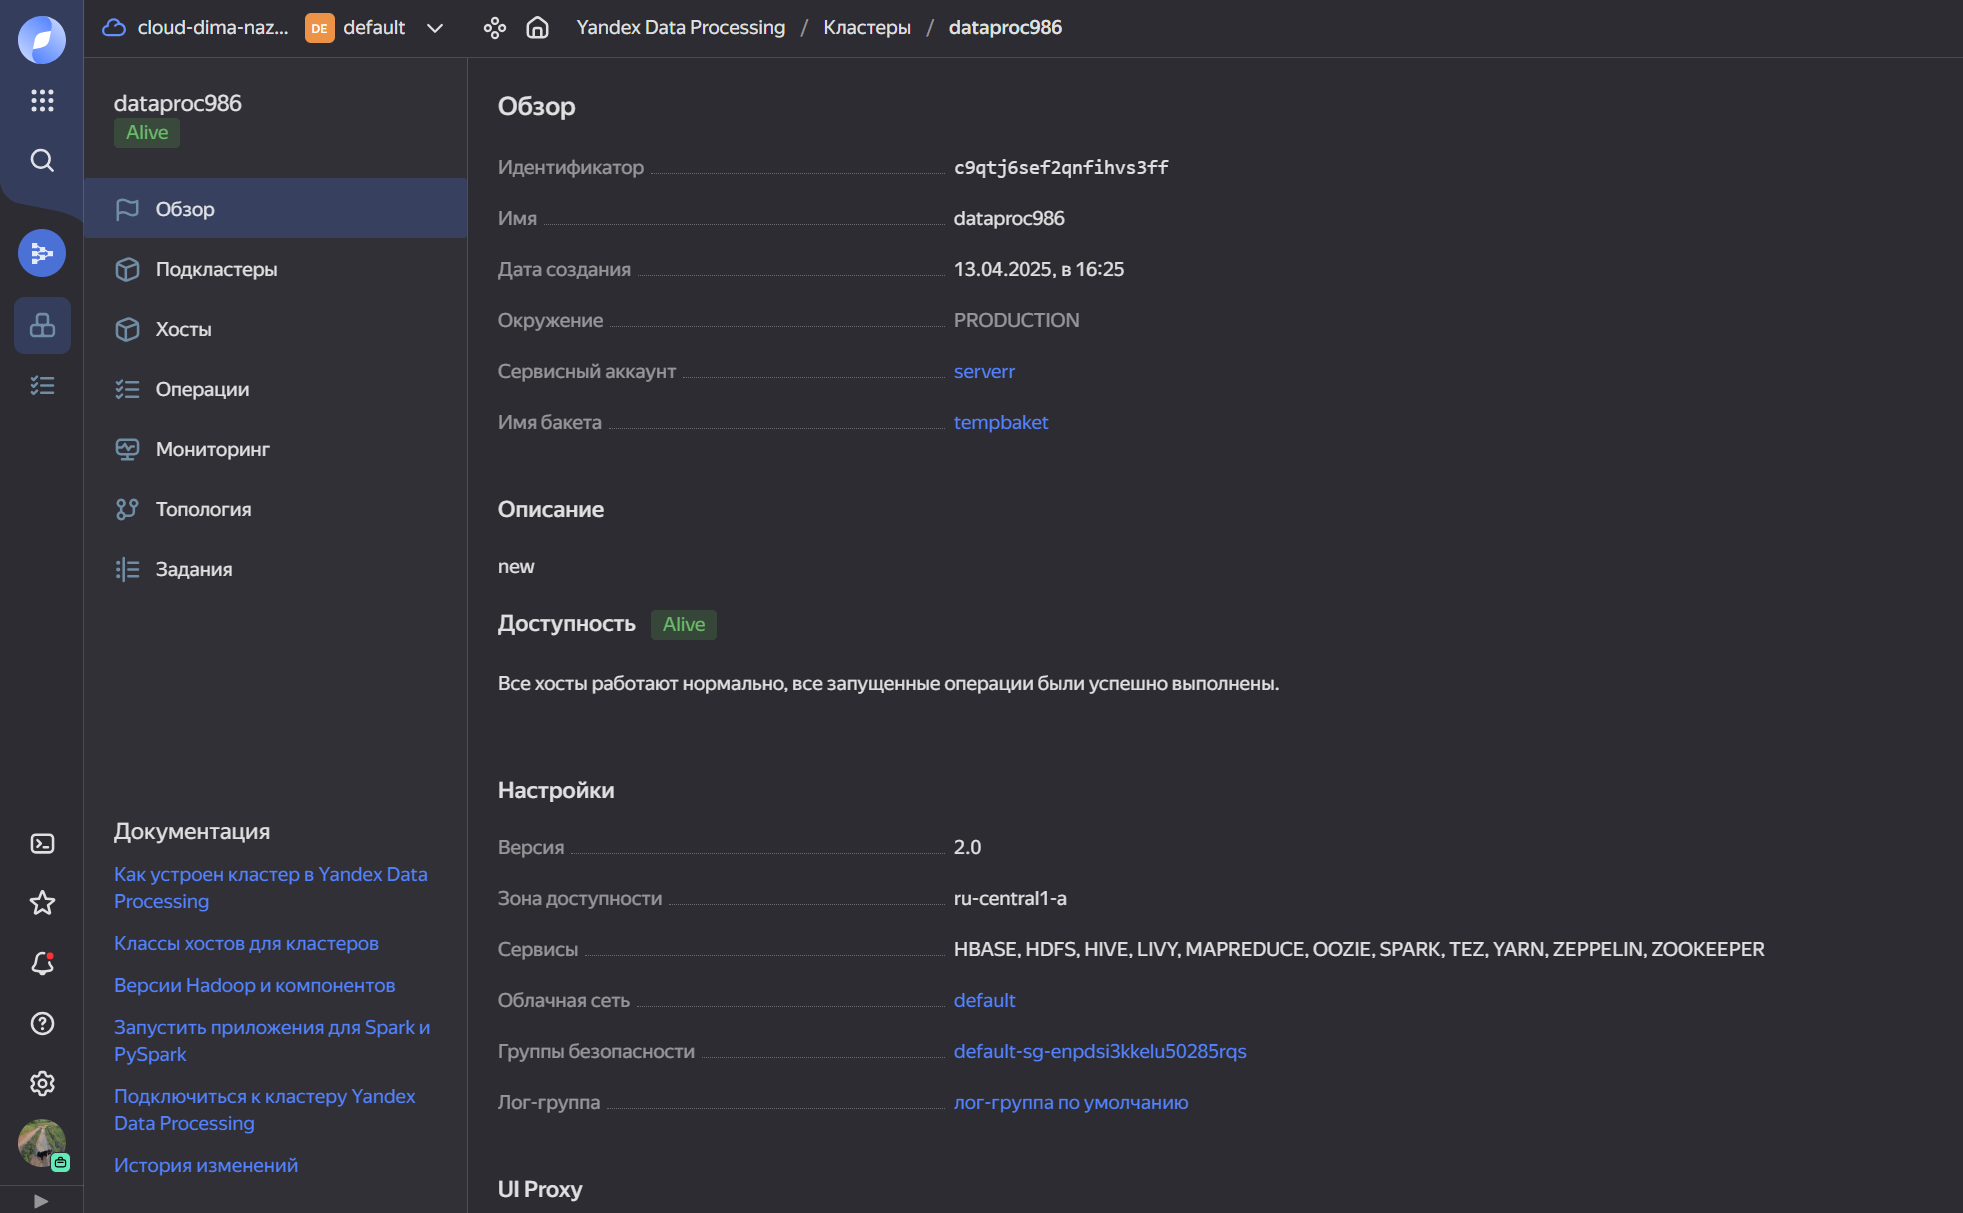 cloud-dima-naz...
DE
default
Yandex Data Processing / Кластеры / dataproc986
dataproc986
Alive
Обзор
Подкластеры
Хосты
Операции
Мониторинг
Топология
Задания
Документация
Как устроен кластер в Yandex Data
Processing
Классы хостов для кластеров
Версии Hadoop и компонентов
Запустить приложения для Spark и
PySpark
Подключиться к кластеру Yandex
Data Processing
История изменений
Обзор
Идентификатор c9qtj6sef2qnfihvs3ff
Имя dataproc986
Дата создания 13.04.2025, в 16:25
Окружение PRODUCTION
Сервисный аккаунт serverr
Имя бакета tempbaket
Описание
new
Доступность Alive
Все хосты работают нормально, все запущенные операции были успешно выполнены.
Настройки
Версия 2.0
Зона доступности ru-central1-a
Сервисы HBASE, HDFS, HIVE, LIVY, MAPREDUCE, OOZIE, SPARK, TEZ, YARN, ZEPPELIN, ZOOKEEPER
Облачная сеть default
Группы безопасности default-sg-enpdsi3kkelu50285rqs
Лог-группа лог-группа по умолчанию
UI Proxy